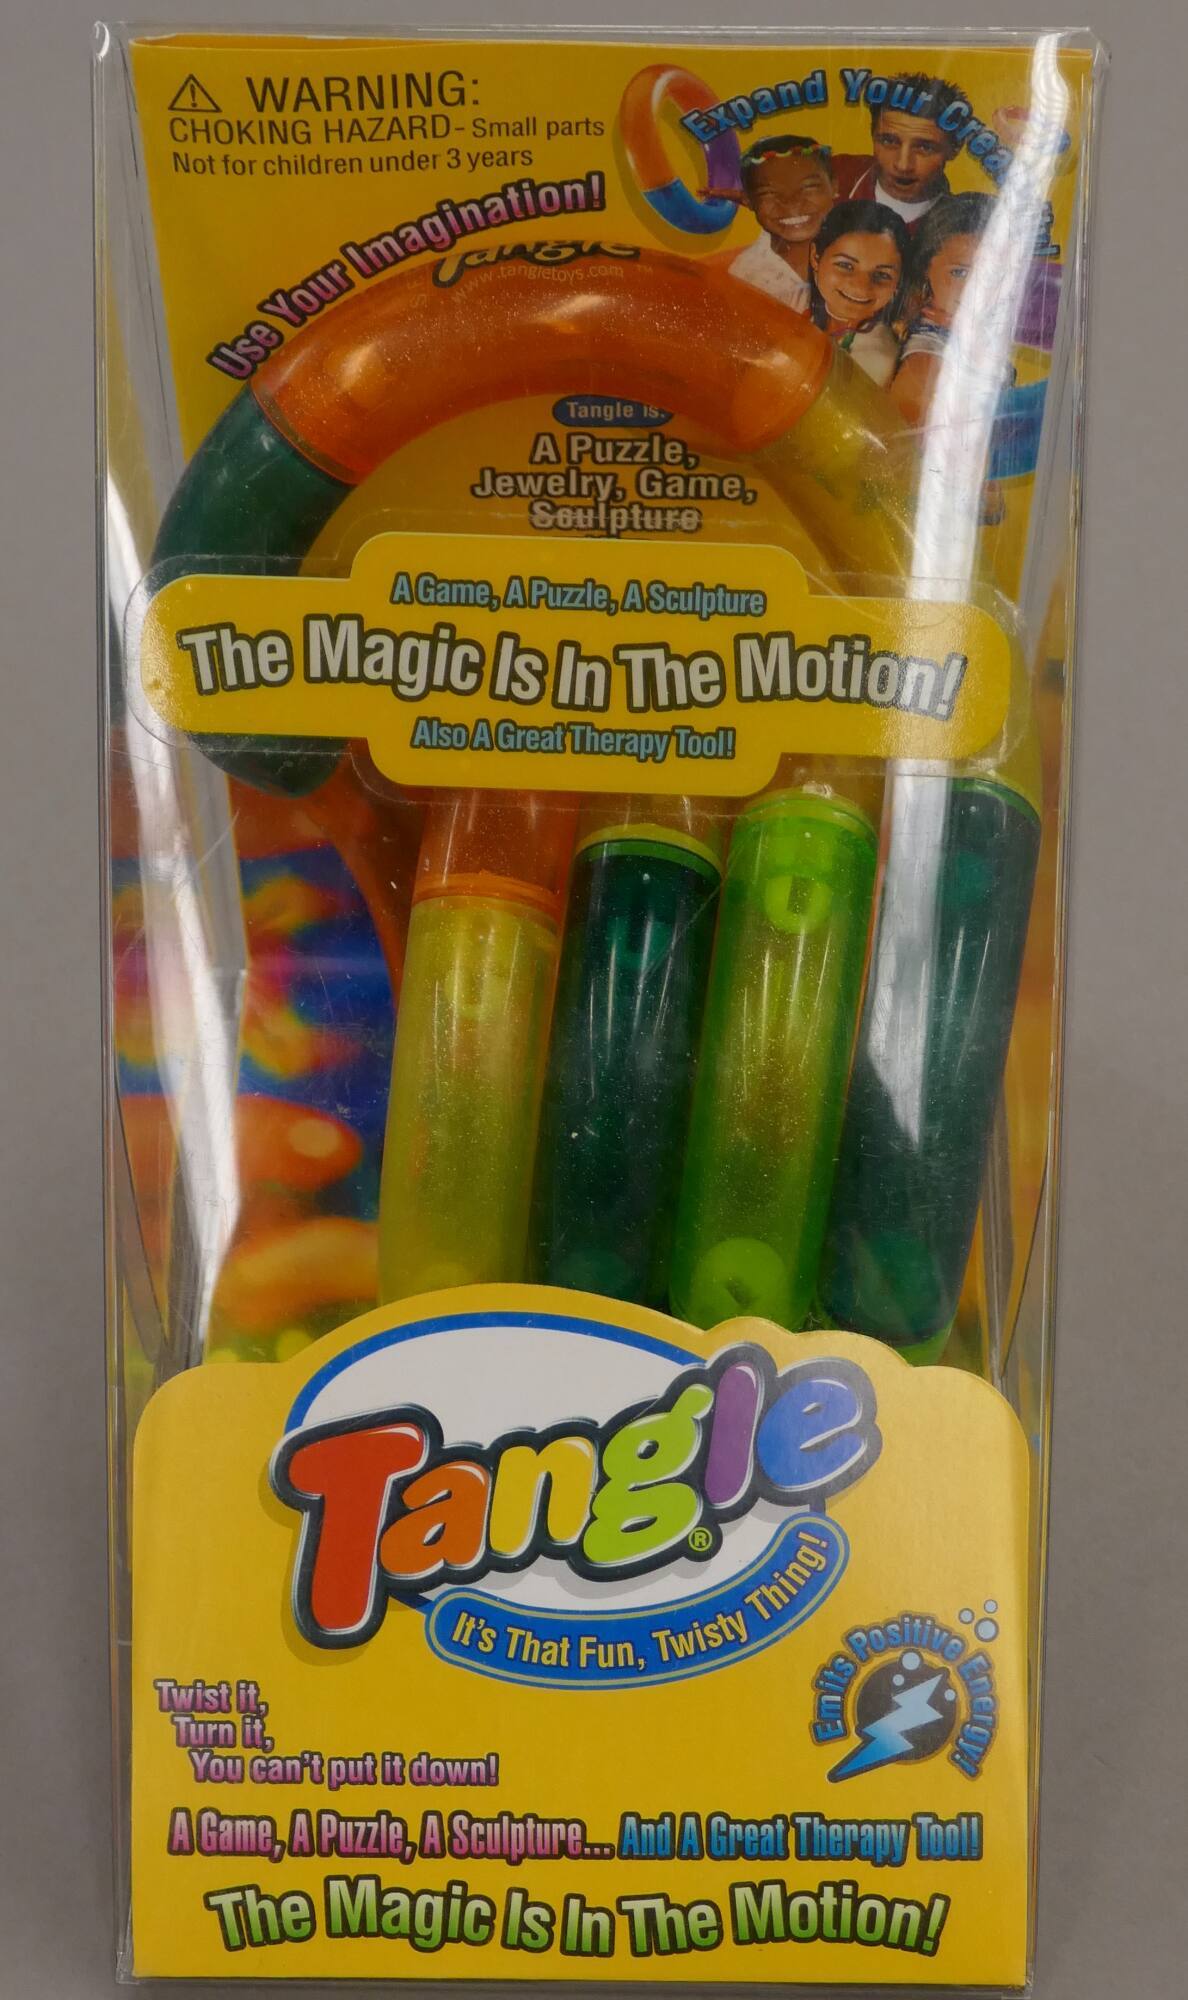 WARNING:
CHOKING HAZARD- Small parts
Not for children under 3 years
Expand Your Crea
Use Your Imagination!
Tangle
www.tangletoys.com ™
Tangle is:
A Puzzle,
Jewelry, Game,
Sculpture
A Game, A Puzzle, A Sculpture
The Magic Is In The Motion!
Also A Great Therapy Tool!
Tangle®
It's That Fun, Twisty Thing!
Emits Positive Energy!
Twist it,
Turn it,
You can't put it down!
A Game, A Puzzle, A Sculpture... And A Great Therapy Tool!
The Magic Is In The Motion!